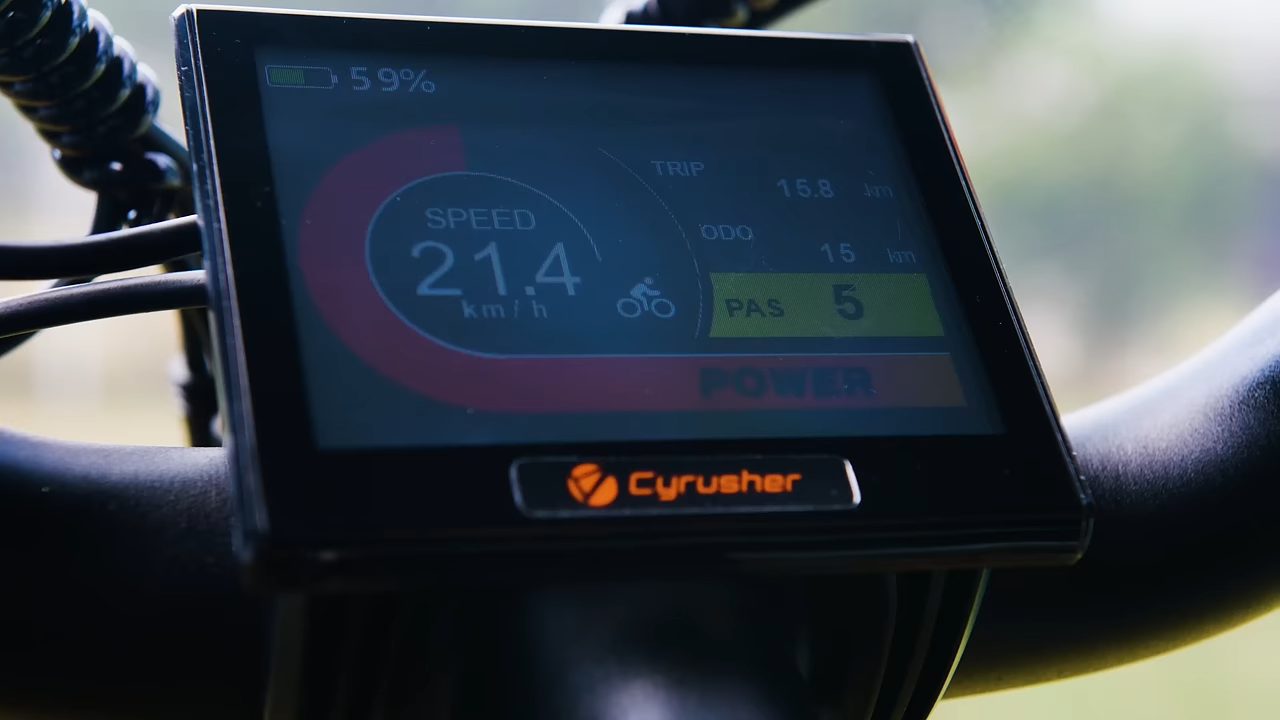 59%
TRIP
15.8 km
SPEED
ODO
21.4
15 km
km/h
PAS 5
POWER
Cyrusher